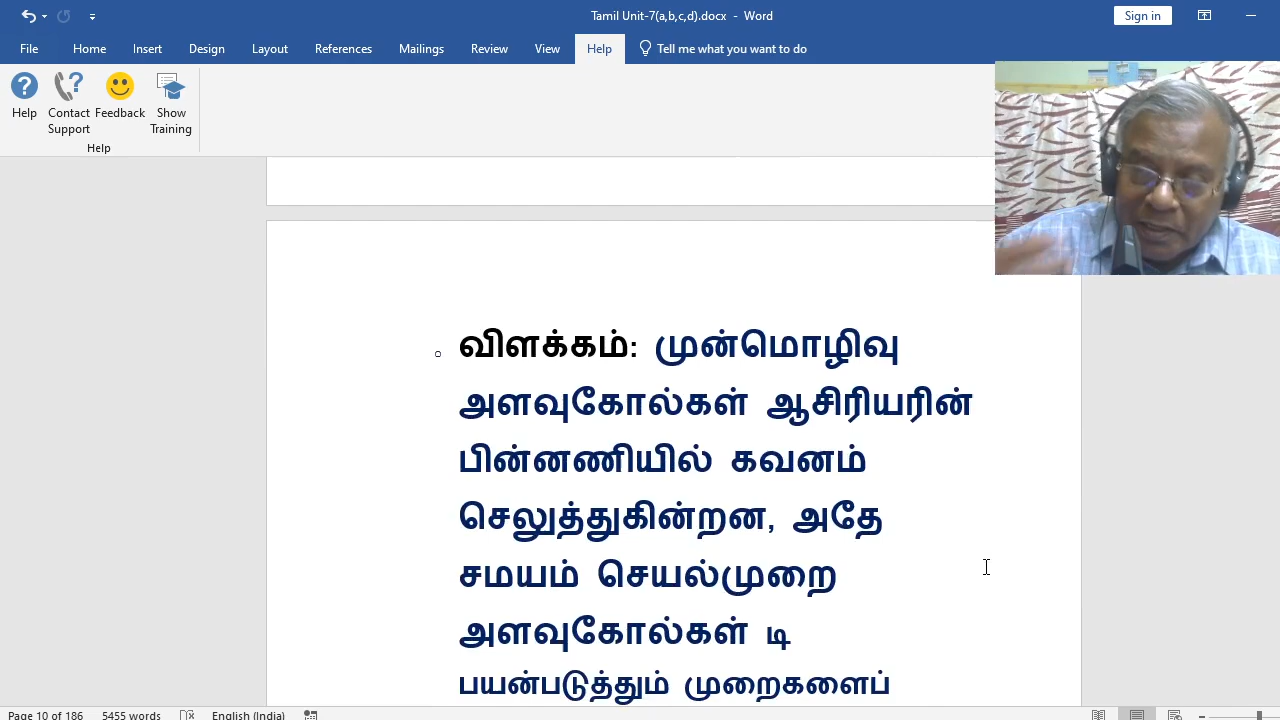 Tamil Unit-7(a,b,c,d).docx - Word
Sign in
File Home Insert Design Layout References Mailings Review View Help Tell me what you want to do
Help Contact Support Feedback Show Training
Help
விளக்கம்: முன்மொழிவு
அளவுகோல்கள் ஆசிரியரின்
பின்னணியில் கவனம்
செலுத்துகின்றன, அதே
சமயம் செயல்முறை
அளவுகோல்கள் டி
பயன்படுத்தும் முறைகளைப்
Page 10 of 186 5455 words English (India)